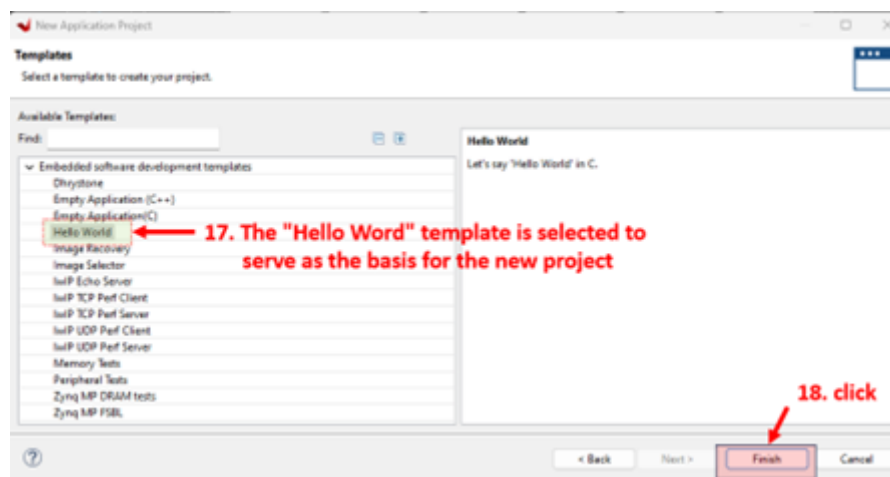 New Application Project
Templates
Select a template to create your project.
Available Templates:
Find:
Hello World
Let's say 'Hello World' in C.
Embedded software development templates
Dhrystone
Empty Application (C++)
Empty Application(C)
Hello World
Image Recovery
Image Selector
lwIP Echo Server
lwIP TCP Perf Client
lwIP TCP Perf Server
lwIP UDP Perf Client
lwIP UDP Perf Server
Memory Tests
Peripheral Tests
Zynq MP DRAM tests
Zynq MP FSBL
17. The "Hello Word" template is selected to
serve as the basis for the new project
18. click
< Back
Next >
Finish
Cancel